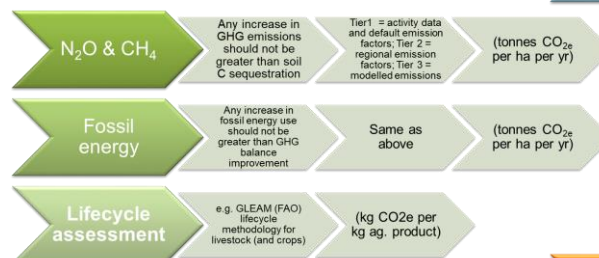 N₂O & CH₄
Any increase in
GHG emissions
should not be
greater than soil
C sequestration
Tier1 = activity data
and default emission
factors; Tier 2 =
regional emission
factors; Tier 3 =
modelled emissions
(tonnes CO₂e
per ha per yr)
Fossil
energy
Any increase in
fossil energy use
should not be
greater than GHG
balance
improvement
Same as
above
(tonnes CO₂e
per ha per yr)
Lifecycle
assessment
e.g. GLEAM (FAO)
lifecycle
methodology for
livestock (and crops)
(kg CO2e per
kg ag. product)